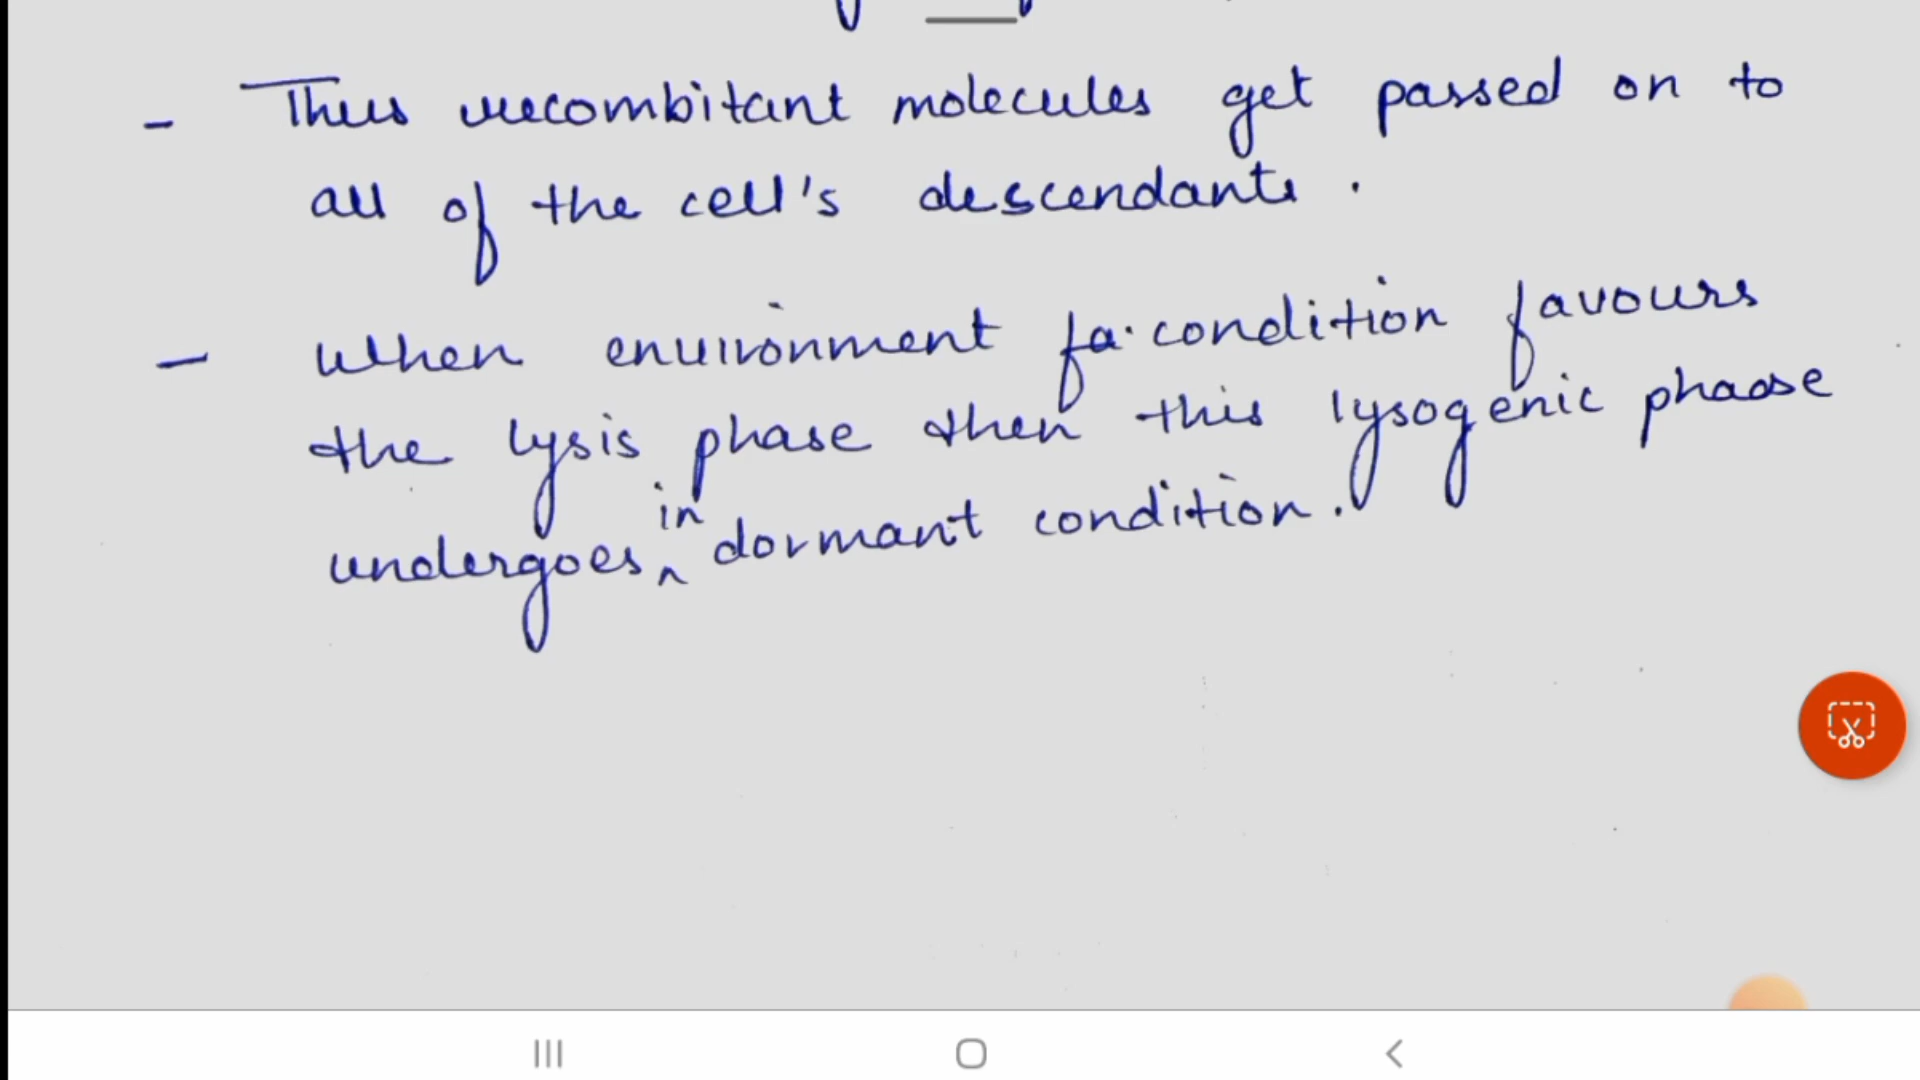 - Thus recombitant molecules get passed on to
all of the cell's descendants.
- When environment fa. condition favours
the lysis phase then this lysogenic phaase
undergoes in dormant condition.